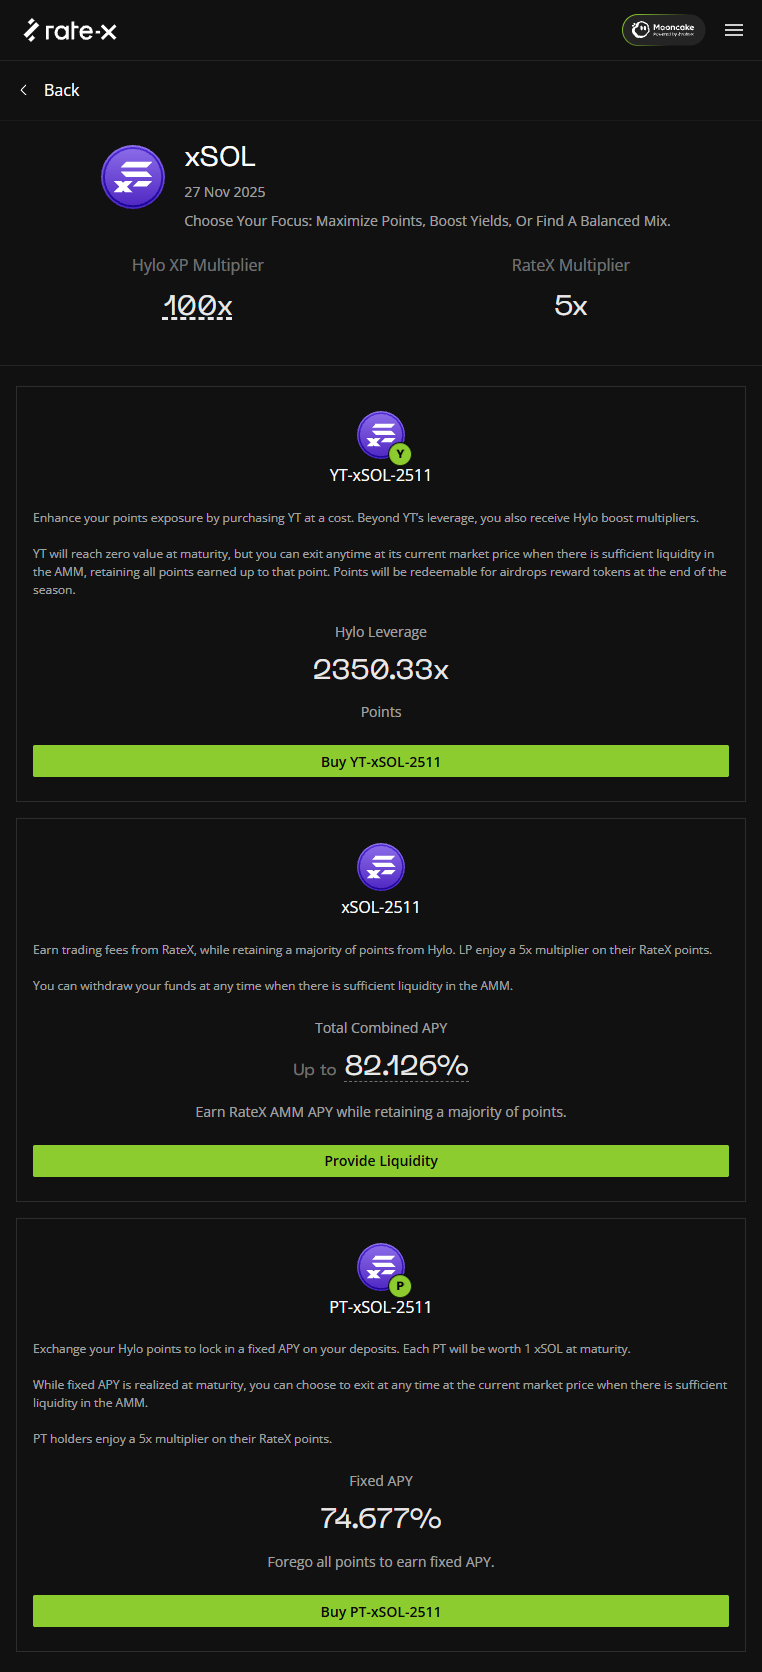 rate-x
Mooncake
Back
xSOL
27 Nov 2025
Choose Your Focus: Maximize Points, Boost Yields, Or Find A Balanced Mix.
Hylo XP Multiplier
RateX Multiplier
100x
5x
Y
YT-xSOL-2511
Enhance your points exposure by purchasing YT at a cost. Beyond YT's leverage, you also receive Hylo boost multipliers.
YT will reach zero value at maturity, but you can exit anytime at its current market price when there is sufficient liquidity in
the AMM, retaining all points earned up to that point. Points will be redeemable for airdrops reward tokens at the end of the
season.
Hylo Leverage
2350.33x
Points
Buy YT-xSOL-2511
xSOL-2511
Earn trading fees from RateX, while retaining a majority of points from Hylo. LP enjoy a 5x multiplier on their RateX points.
You can withdraw your funds at any time when there is sufficient liquidity in the AMM.
Total Combined APY
Up to 82.126%
Earn RateX AMM APY while retaining a majority of points.
Provide Liquidity
P
PT-xSOL-2511
Exchange your Hylo points to lock in a fixed APY on your deposits. Each PT will be worth 1 xSOL at maturity.
While fixed APY is realized at maturity, you can choose to exit at any time at the current market price when there is sufficient
liquidity in the AMM.
PT holders enjoy a 5x multiplier on their RateX points.
Fixed APY
74.677%
Forego all points to earn fixed APY.
Buy PT-xSOL-2511